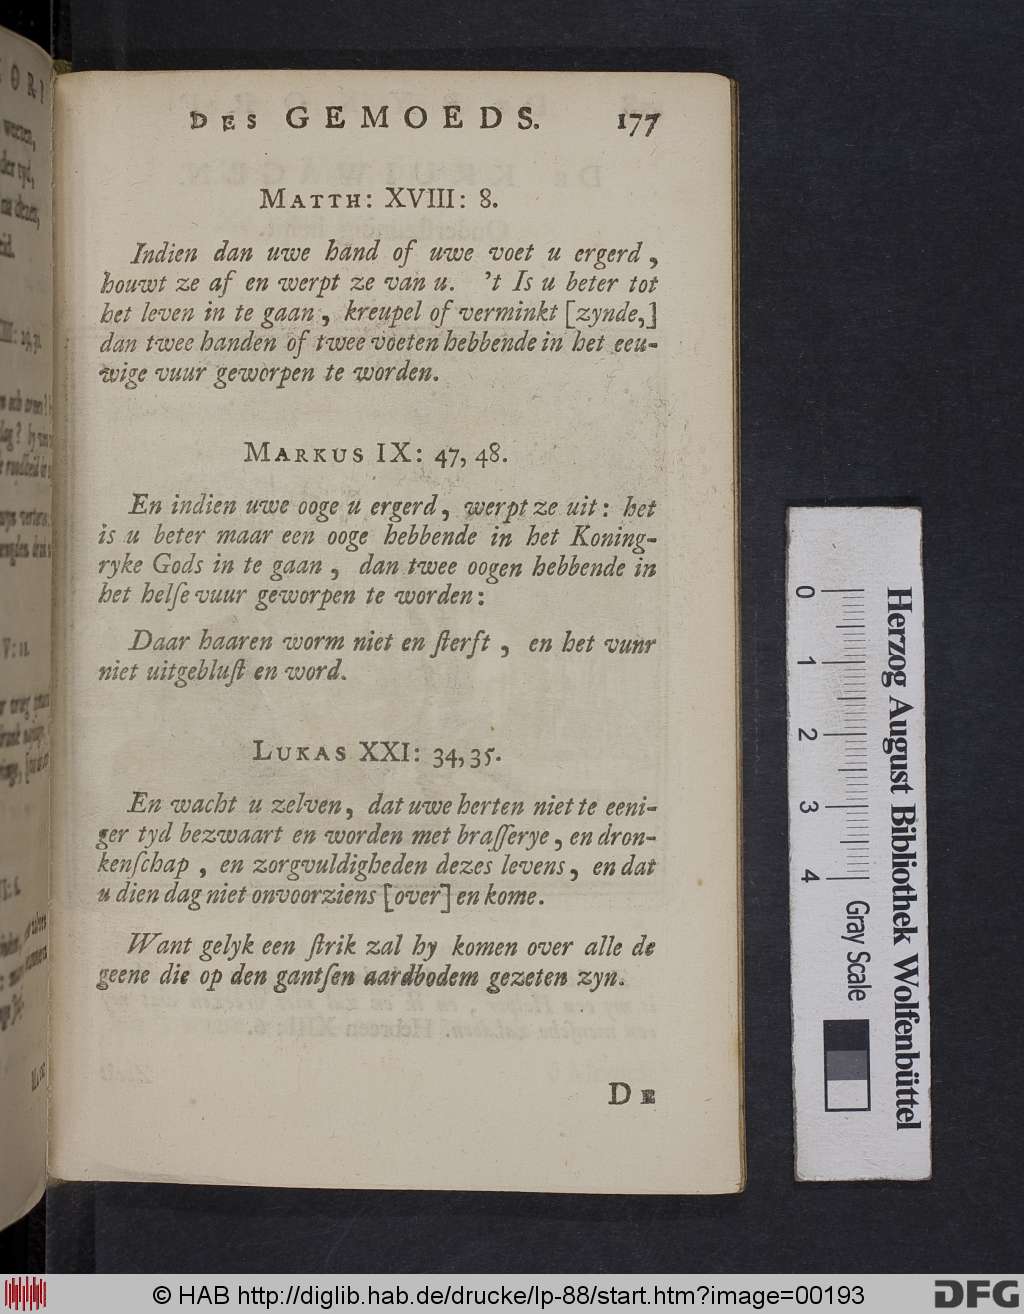 DES GEMOEDS. 177
MATTH: XVIII: 8.
Indien dan uwe hand of uwe voet u ergerd,
houwt ze af en werpt ze van u. 't Is u beter tot
het leven in te gaan, kreupel of verminkt [zynde,]
dan twee handen of twee voeten hebbende in het eeu-
wige vuur geworpen te worden.
MARKUS IX: 47, 48.
En indien uwe ooge u ergerd, werpt ze uit: het
is u beter maar een ooge hebbende in het Koning-
ryke Gods in te gaan, dan twee oogen hebbende in
het helſe vuur geworpen te worden:
Daar haaren worm niet en ſterft, en het vunr
niet uitgebluſt en word.
LUKAS XXI: 34, 35.
En wacht u zelven, dat uwe herten niet te eeni-
ger tyd bezwaart en worden met braſſerye, en dron-
kenſchap, en zorgvuldigheden dezes levens, en dat
u dien dag niet onvoorziens [over] en kome.
Want gelyk een ſtrik zal hy komen over alle de
geene die op den gantſen aardbodem gezeten zyn.
DE
0 1 2 3 4 Gray Scale
Herzog August Bibliothek Wolfenbüttel
© HAB http://diglib.hab.de/drucke/lp-88/start.htm?image=00193
DFG